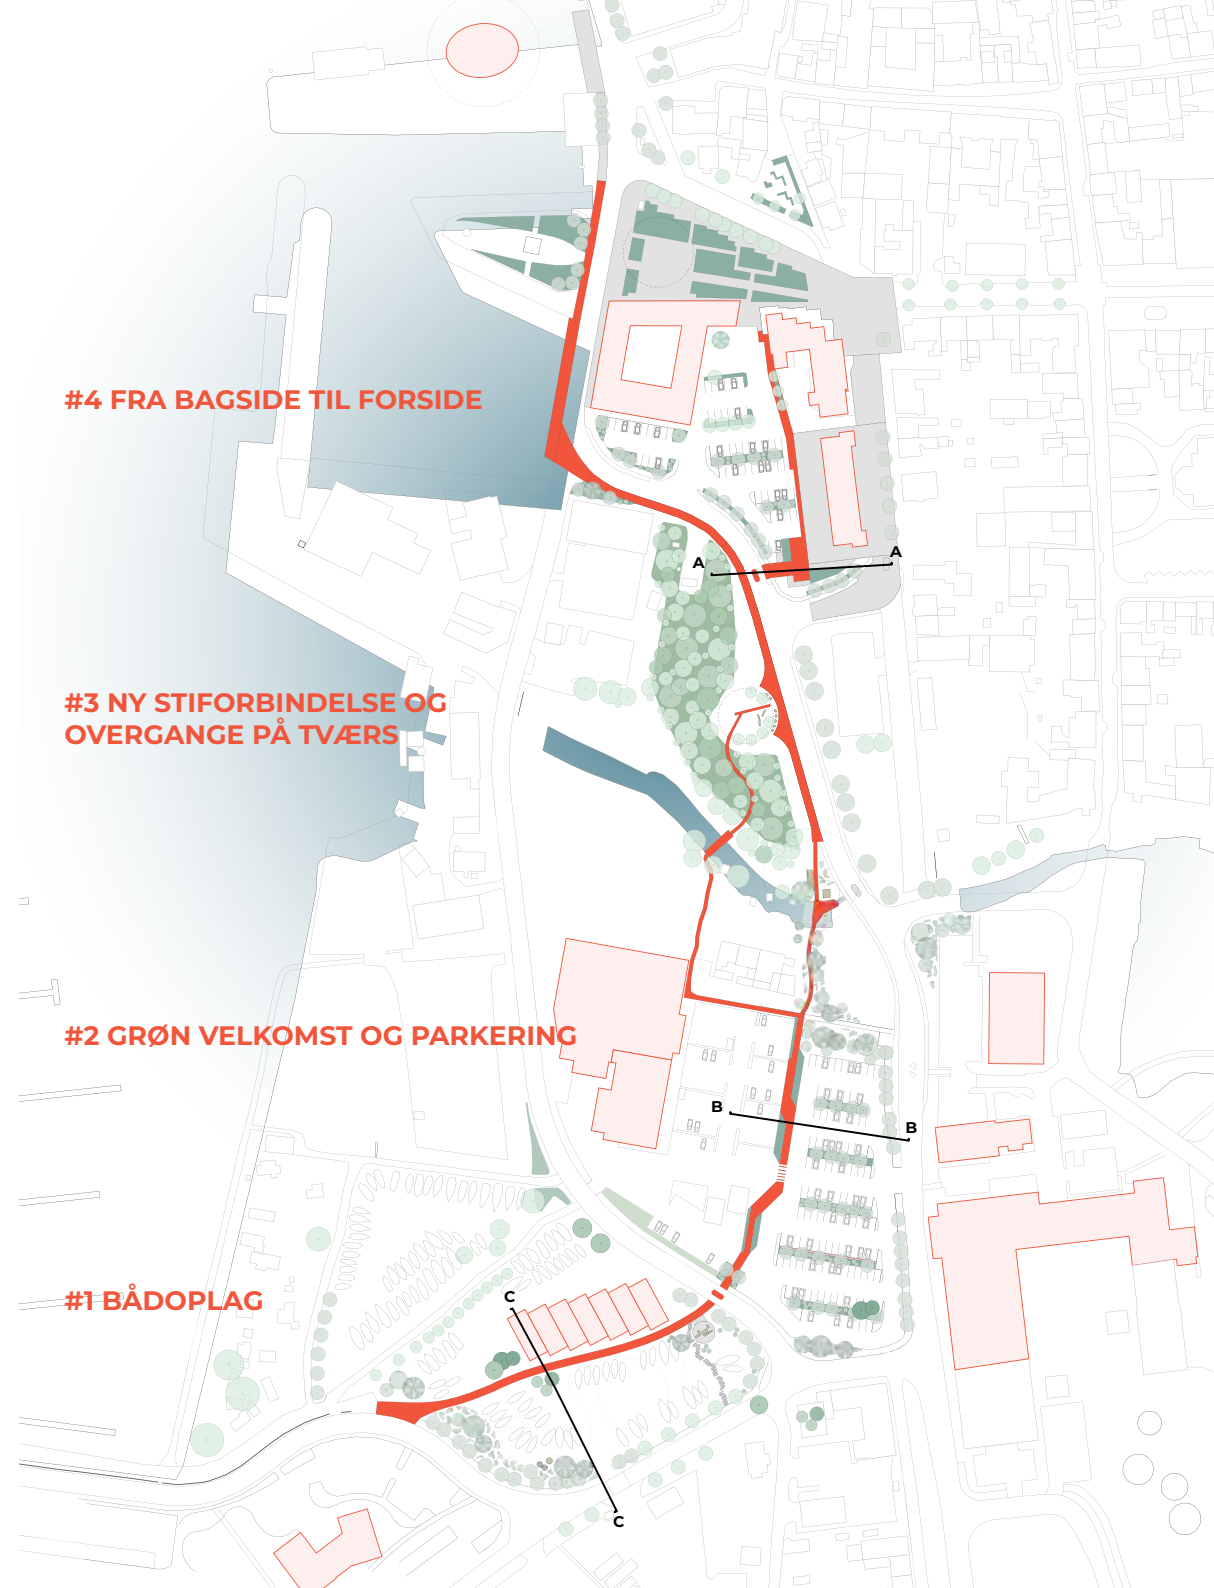 #4 FRA BAGSIDE TIL FORSIDE
A
A
#3 NY STIFORBINDELSE OG
OVERGANGE PÅ TVÆRS
#2 GRØN VELKOMST OG PARKERING
B
B
#1 BÅDOPLAG
C
C